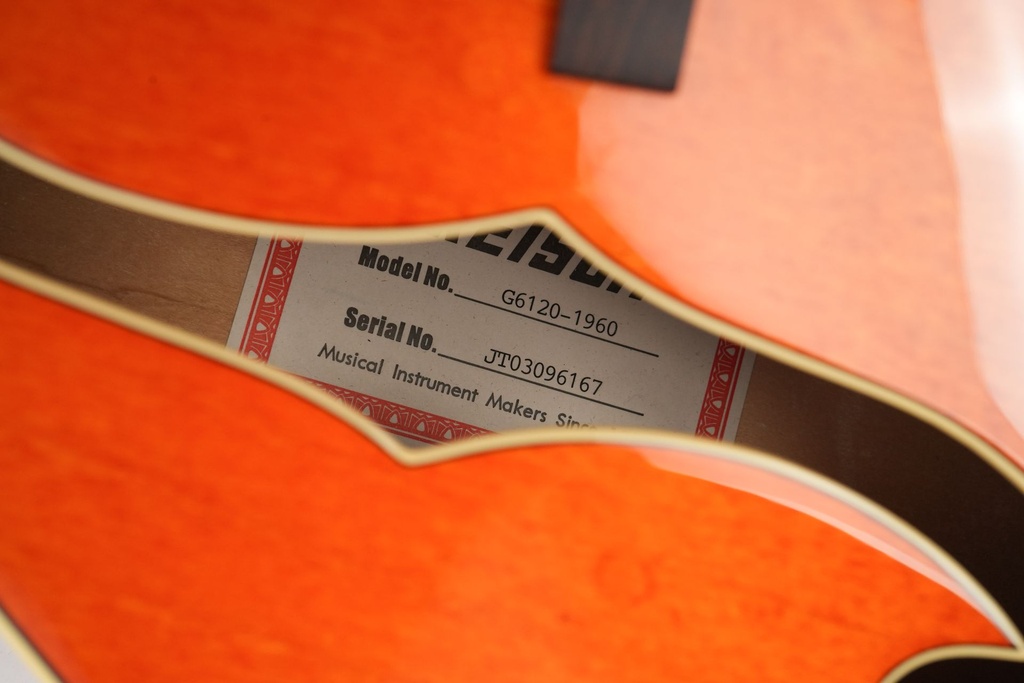 Model No. G6120-1960
Serial No. JT03096167
Musical Instrument Makers